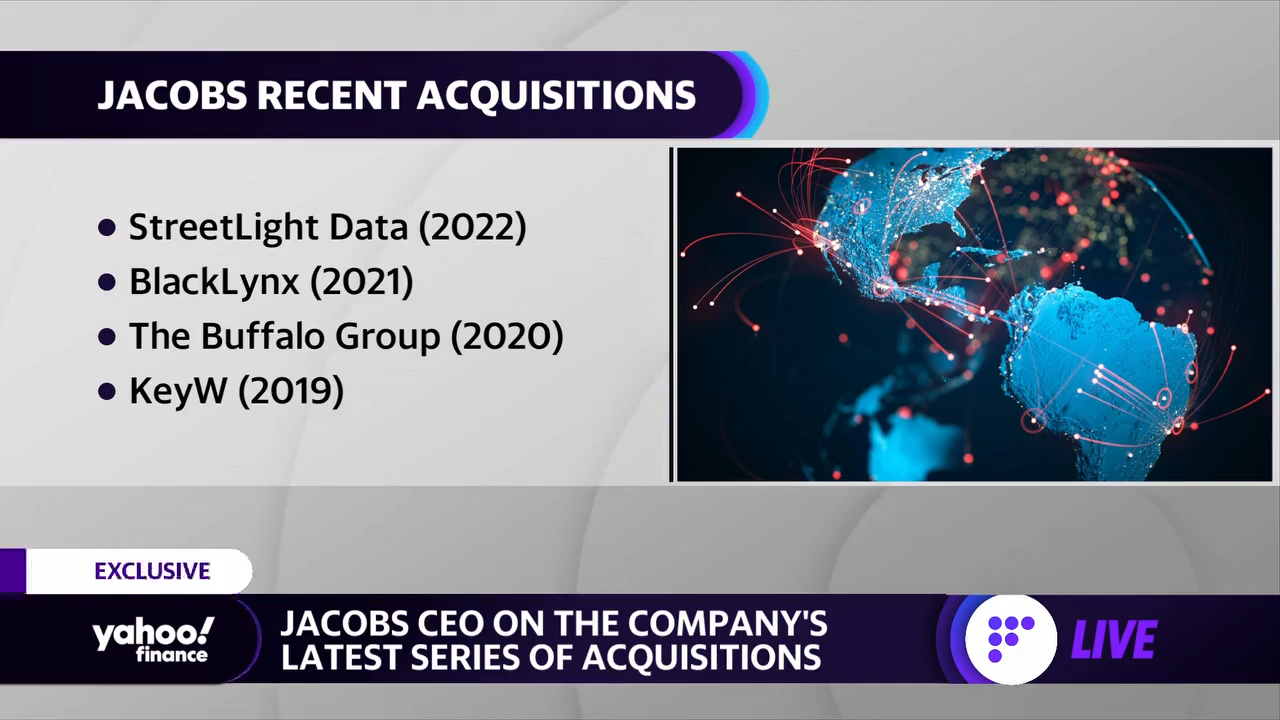 JACOBS RECENT ACQUISITIONS
StreetLight Data (2022)
BlackLynx (2021)
The Buffalo Group (2020)
KeyW (2019)
EXCLUSIVE
yahoo!
finance
JACOBS CEO ON THE COMPANY'S
LATEST SERIES OF ACQUISITIONS
LIVE